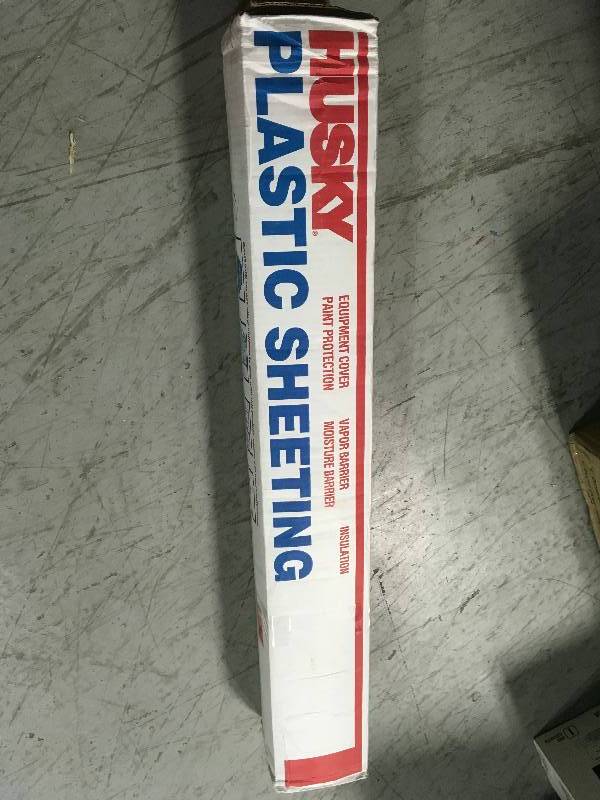 HUSKY®
PLASTIC SHEETING
EQUIPMENT COVER
PAINT PROTECTION
VAPOR BARRIER
MOISTURE BARRIER
INSULATION